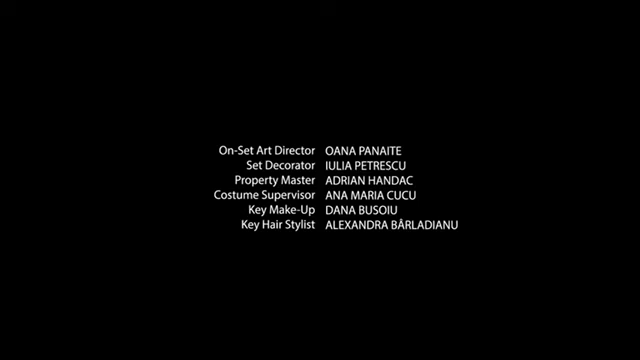 On-Set Art Director OANA PANAITE
Set Decorator IULIA PETRESCU
Property Master ADRIAN HANDAC
Costume Supervisor ANA MARIA CUCU
Key Make-Up DANA BUSOIU
Key Hair Stylist ALEXANDRA BÂRLADIANU